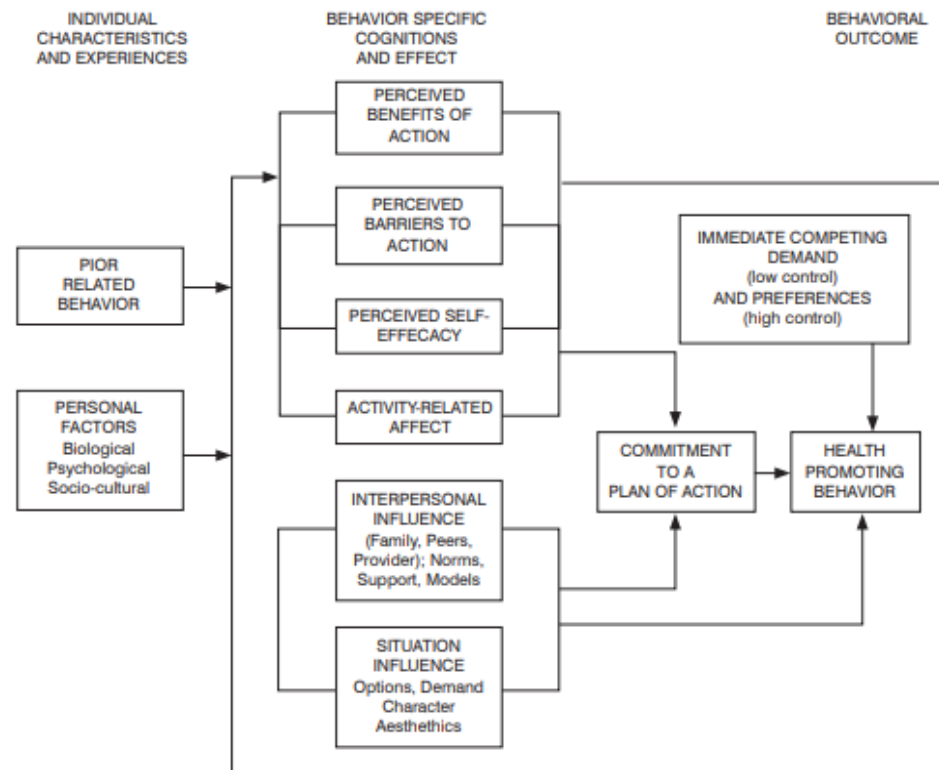 INDIVIDUAL
CHARACTERISTICS
AND EXPERIENCES
BEHAVIOR SPECIFIC
COGNITIONS
AND EFFECT
BEHAVIORAL
OUTCOME
PERCEIVED
BENEFITS OF
ACTION
PERCEIVED
BARRIERS TO
ACTION
IMMEDIATE COMPETING
DEMAND
(low control)
AND PREFERENCES
(high control)
PIOR
RELATED
BEHAVIOR
PERCEIVED SELF-
EFFECACY
PERSONAL
FACTORS
Biological
Psychological
Socio-cultural
ACTIVITY-RELATED
AFFECT
COMMITMENT
TO A
PLAN OF ACTION
HEALTH
PROMOTING
BEHAVIOR
INTERPERSONAL
INFLUENCE
(Family, Peers,
Provider); Norms,
Support, Models
SITUATION
INFLUENCE
Options, Demand
Character
Aesthethics